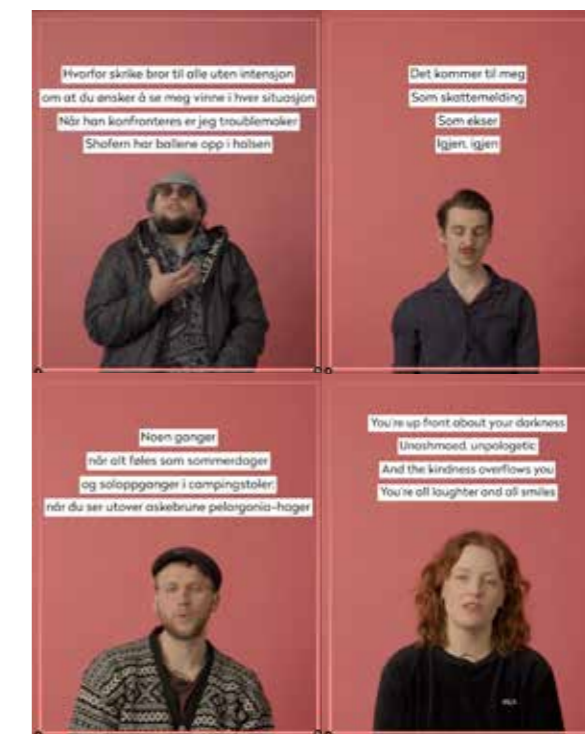 Hvorfor skrike bror til alle uten intensjon
om at du ønsker å se meg vinne i hver situasjon
Når han konfronteres er jeg troublemaker
Shofern har ballene opp i halsen
Det kommer til meg
Som skattemelding
Som ekser
Igjen, igjen
Noen ganger
når alt føles som sommerdager
og soloppganger i campingstoler:
når du ser utover askebrune pelargonia-hager
You're up front about your darkness
Unashmaed, unpologetic
And the kindness overflows you
You're all laughter and all smiles